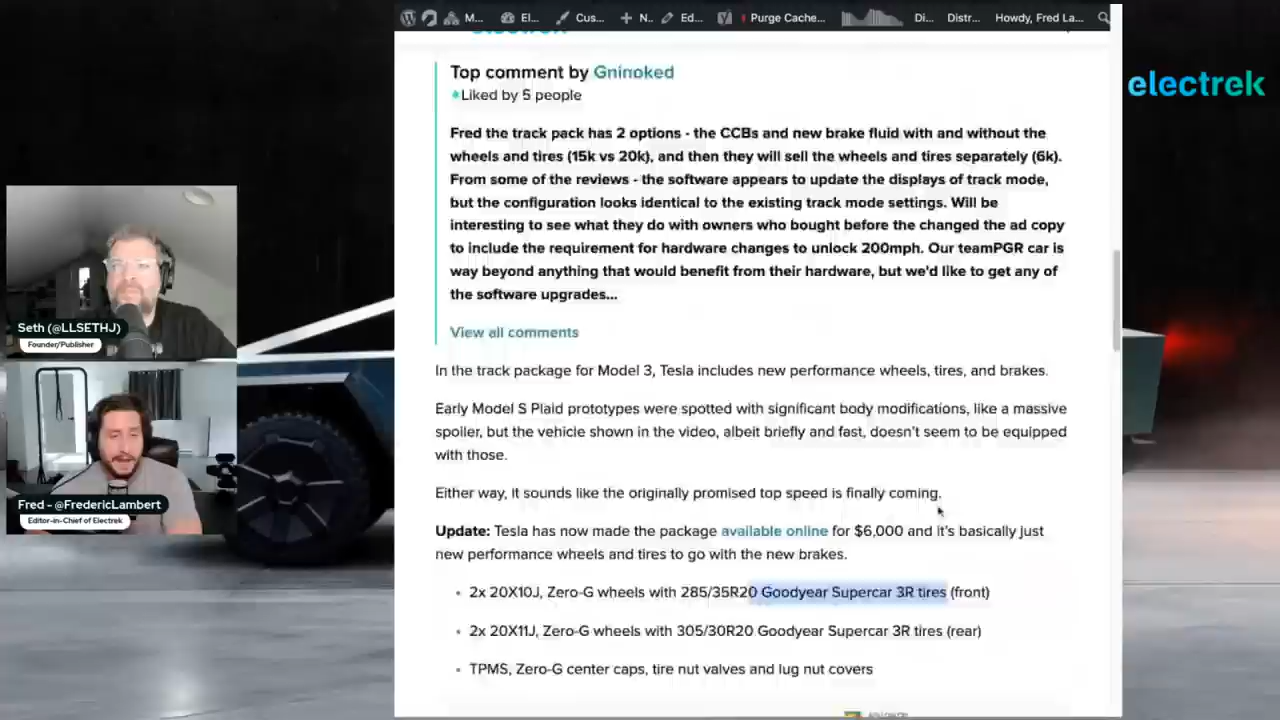 M...
El...
Cus...
N...
Ed...
Purge Cache...
Di...
Distr...
Howdy, Fred La...
electrek
Top comment by Gninoked
Liked by 5 people
Fred the track pack has 2 options - the CCBs and new brake fluid with and without the
wheels and tires (15k vs 20k), and then they will sell the wheels and tires separately (6k).
From some of the reviews - the software appears to update the displays of track mode,
but the configuration looks identical to the existing track mode settings. Will be
interesting to see what they do with owners who bought before the changed the ad copy
to include the requirement for hardware changes to unlock 200mph. Our teamPGR car is
way beyond anything that would benefit from their hardware, but we'd like to get any of
the software upgrades...
View all comments
In the track package for Model 3, Tesla includes new performance wheels, tires, and brakes.
Early Model S Plaid prototypes were spotted with significant body modifications, like a massive
spoiler, but the vehicle shown in the video, albeit briefly and fast, doesn't seem to be equipped
with those.
Either way, it sounds like the originally promised top speed is finally coming.
Update: Tesla has now made the package available online for $6,000 and it's basically just
new performance wheels and tires to go with the new brakes.
2x 20X10J, Zero-G wheels with 285/35R20 Goodyear Supercar 3R tires (front)
2x 20X11J, Zero-G wheels with 305/30R20 Goodyear Supercar 3R tires (rear)
TPMS, Zero-G center caps, tire nut valves and lug nut covers
electrek
Seth (@LLSETHJ)
Founder/Publisher
Fred - @FredericLambert
Editor-in-Chief of Electrek